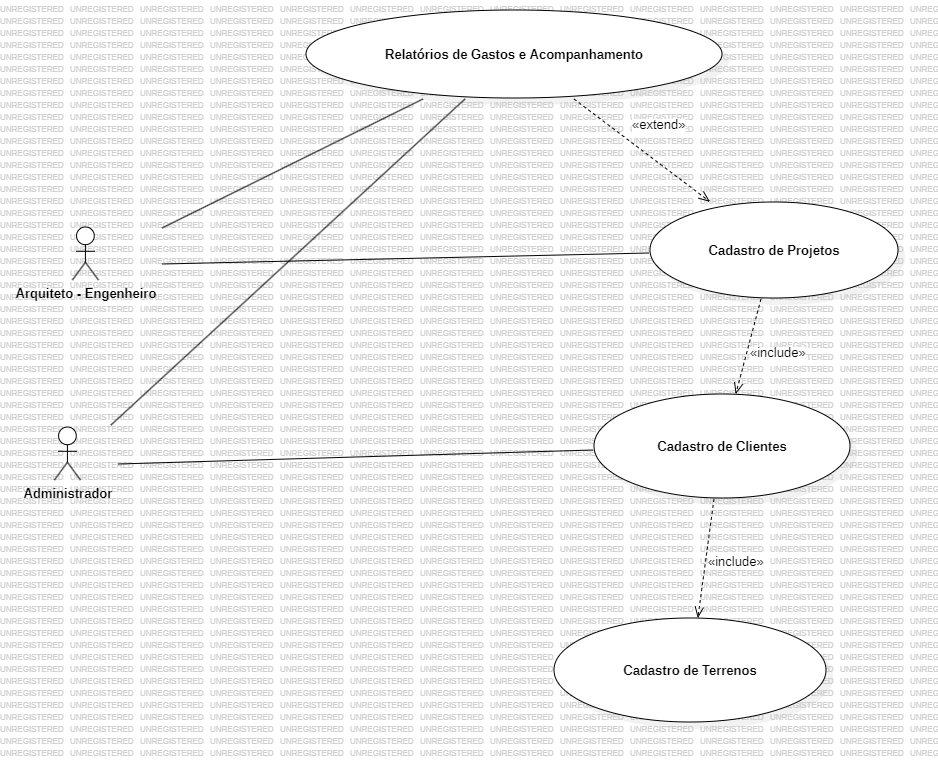 Relatórios de Gastos e Acompanhamento
«extend»
Cadastro de Projetos
Arquiteto - Engenheiro
«include»
Cadastro de Clientes
Administrador
«include»
Cadastro de Terrenos
UNREGISTERED